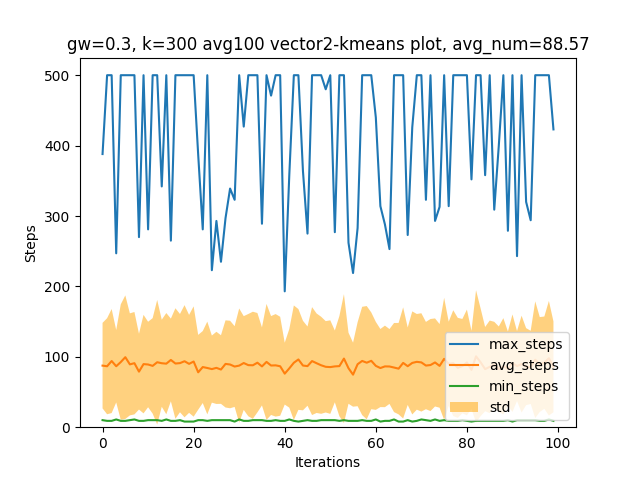 gw=0.3, k=300 avg100 vector2-kmeans plot, avg_num=88.57
Steps
500
400
300
200
100
0
0
20
40
60
80
100
Iterations
max_steps
avg_steps
min_steps
std